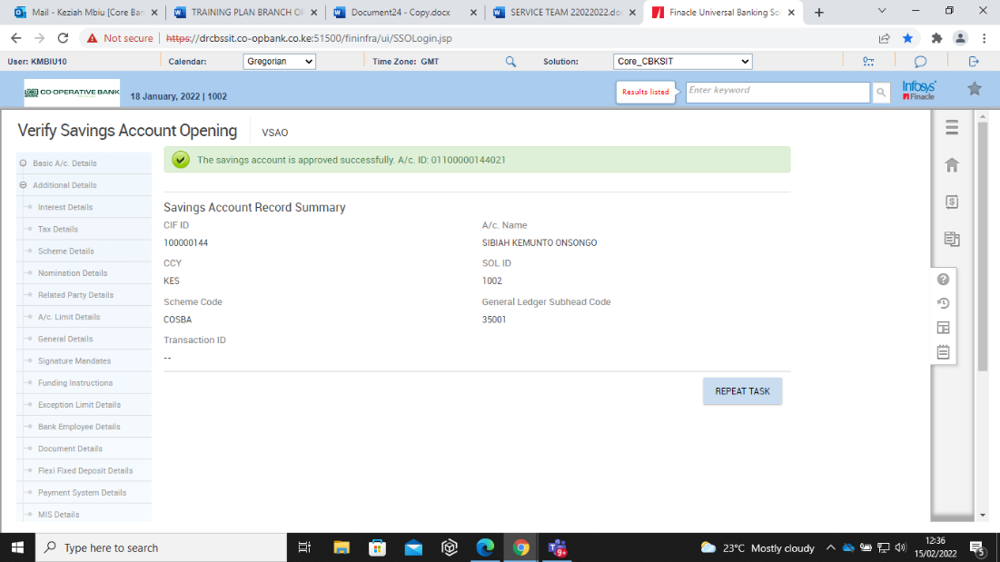 Mail - Keziah Mbiu [Core Ban
TRAINING PLAN BRANCH OP
Document24 - Copy.docx
SERVICE TEAM 22022022.doc
Finacle Universal Banking So
Not secure
https://drcbssit.co-opbank.co.ke:51500/fininfra/ui/SSOLogin.jsp
User: KMBIU10
Calendar:
Gregorian
Time Zone: GMT
Solution:
Core_CBKSIT
CO-OPERATIVE BANK
18 January, 2022 | 1002
Results listed
Enter keyword
Infosys
Finacle
Verify Savings Account Opening
VSAO
Basic A/c. Details
Additional Details
Interest Details
Tax Details
Scheme Details
Nomination Details
Related Party Details
A/c. Limit Details
General Details
Signature Mandates
Funding Instructions
Exception Limit Details
Bank Employee Details
Document Details
Flexi Fixed Deposit Details
Payment System Details
MIS Details
The savings account is approved successfully. A/c. ID: 01100000144021
Savings Account Record Summary
CIF ID
A/c. Name
100000144
SIBIAH KEMUNTO ONSONGO
CCY
SOL ID
KES
1002
Scheme Code
General Ledger Subhead Code
COSBA
35001
Transaction ID
--
REPEAT TASK
Type here to search
9+
23°C Mostly cloudy
12:36
15/02/2022
5